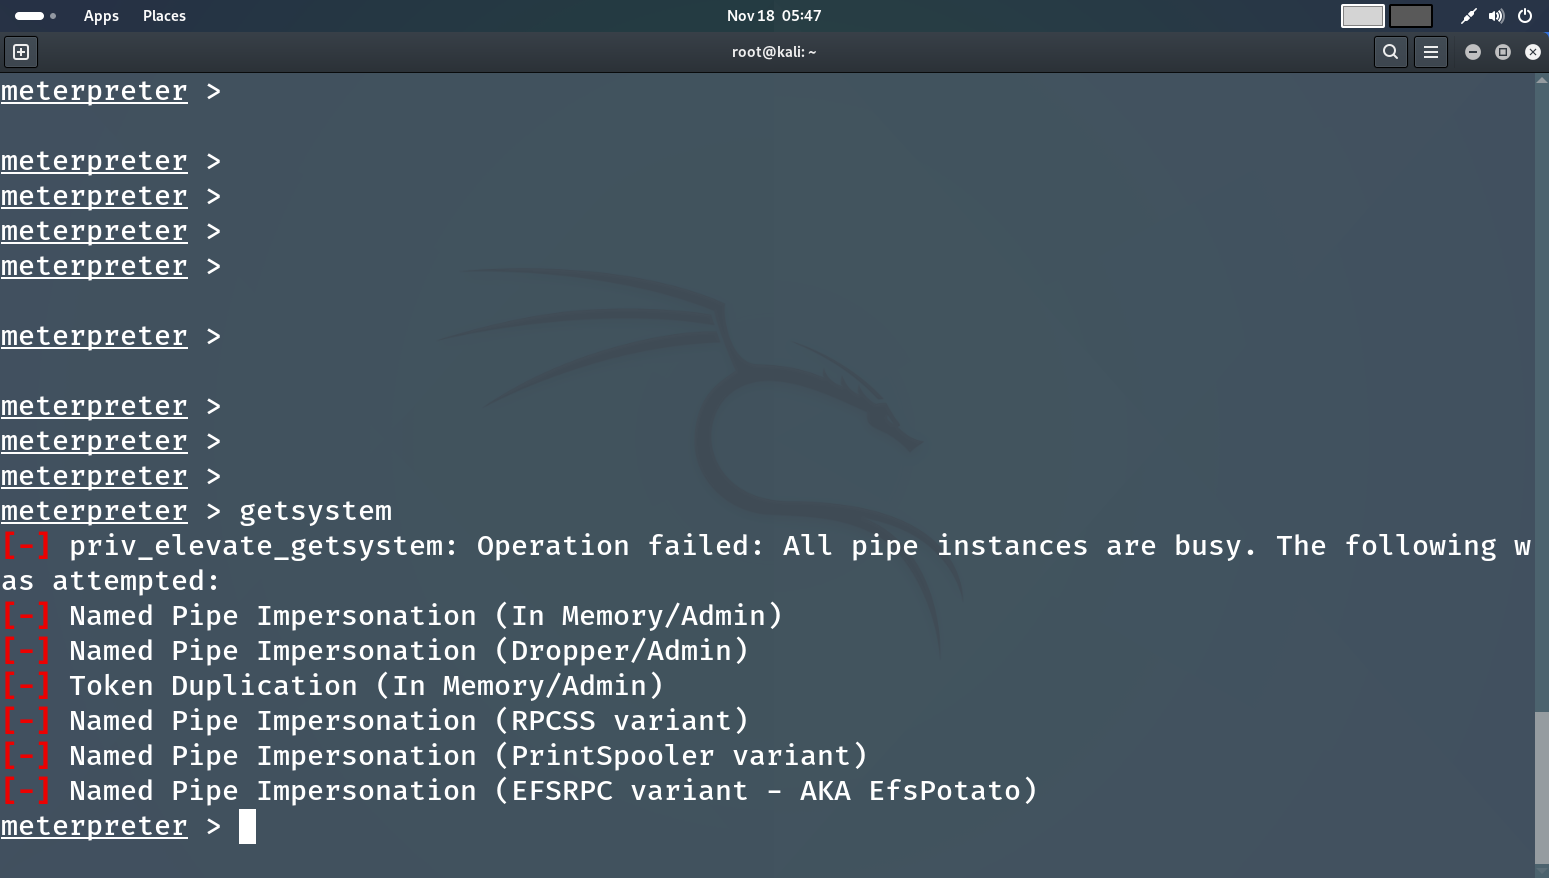 Apps Places Nov 18 05:47
root@kali: ~
meterpreter >
meterpreter >
meterpreter >
meterpreter >
meterpreter >
meterpreter >
meterpreter >
meterpreter >
meterpreter >
meterpreter > getsystem
[-] priv_elevate_getsystem: Operation failed: All pipe instances are busy. The following w
as attempted:
[-] Named Pipe Impersonation (In Memory/Admin)
[-] Named Pipe Impersonation (Dropper/Admin)
[-] Token Duplication (In Memory/Admin)
[-] Named Pipe Impersonation (RPCSS variant)
[-] Named Pipe Impersonation (PrintSpooler variant)
[-] Named Pipe Impersonation (EFSRPC variant - AKA EfsPotato)
meterpreter >